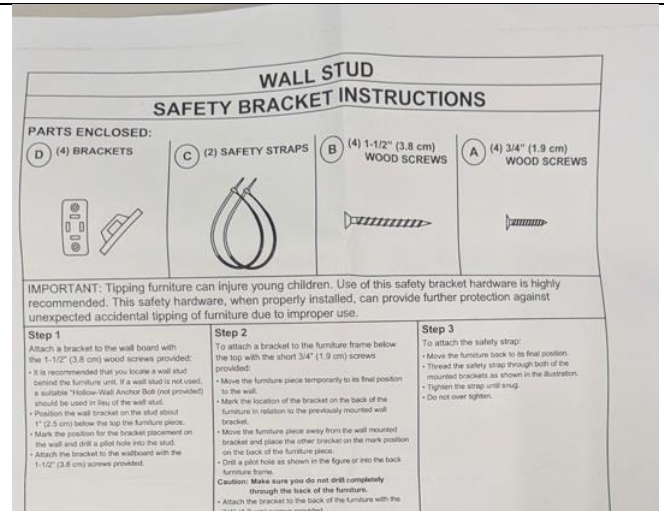 WALL STUD
SAFETY BRACKET INSTRUCTIONS
PARTS ENCLOSED:
D (4) BRACKETS
C (2) SAFETY STRAPS
B (4) 1-1/2" (3.8 cm)
WOOD SCREWS
A (4) 3/4" (1.9 cm)
WOOD SCREWS
IMPORTANT: Tipping furniture can injure young children. Use of this safety bracket hardware is highly
recommended. This safety hardware, when properly installed, can provide further protection against
unexpected accidental tipping of furniture due to improper use.
Step 1
Attach a bracket to the wall board with
the 1-1/2" (3.8 cm) wood screws provided:
• It is recommended that you locate a wall stud
behind the furniture unit. If a wall stud is not used,
a suitable "Hollow-Wall Anchor Bolt (not provided)
should be used in lieu of the wall stud.
• Position the wall bracket on the stud about
1" (2.5 cm) below the top the furniture piece.
• Mark the position for the bracket placement on
the wall and drill a pilot hole into the stud.
• Attach the bracket to the wallboard with the
1-1/2" (3.8 cm) screws provided.
Step 2
To attach a bracket to the furniture frame below
the top with the short 3/4" (1.9 cm) screws
provided:
• Move the furniture piece temporarily to its final position
to the wall.
• Mark the location of the bracket on the back of the
furniture in relation to the previously mounted wall
bracket.
• Move the furniture piece away from the wall mounted
bracket and place the other bracket on the mark position
on the back of the furniture piece.
• Drill a pilot hole as shown in the figure or into the back
furniture frame.
Caution: Make sure you do not drill completely
through the back of the furniture.
• Attach the bracket to the back of the furniture with the
Step 3
To attach the safety strap:
• Move the furniture back to its final position.
• Thread the safety strap through both of the
mounted brackets as shown in the illustration.
• Tighten the strap until snug.
• Do not over tighten.